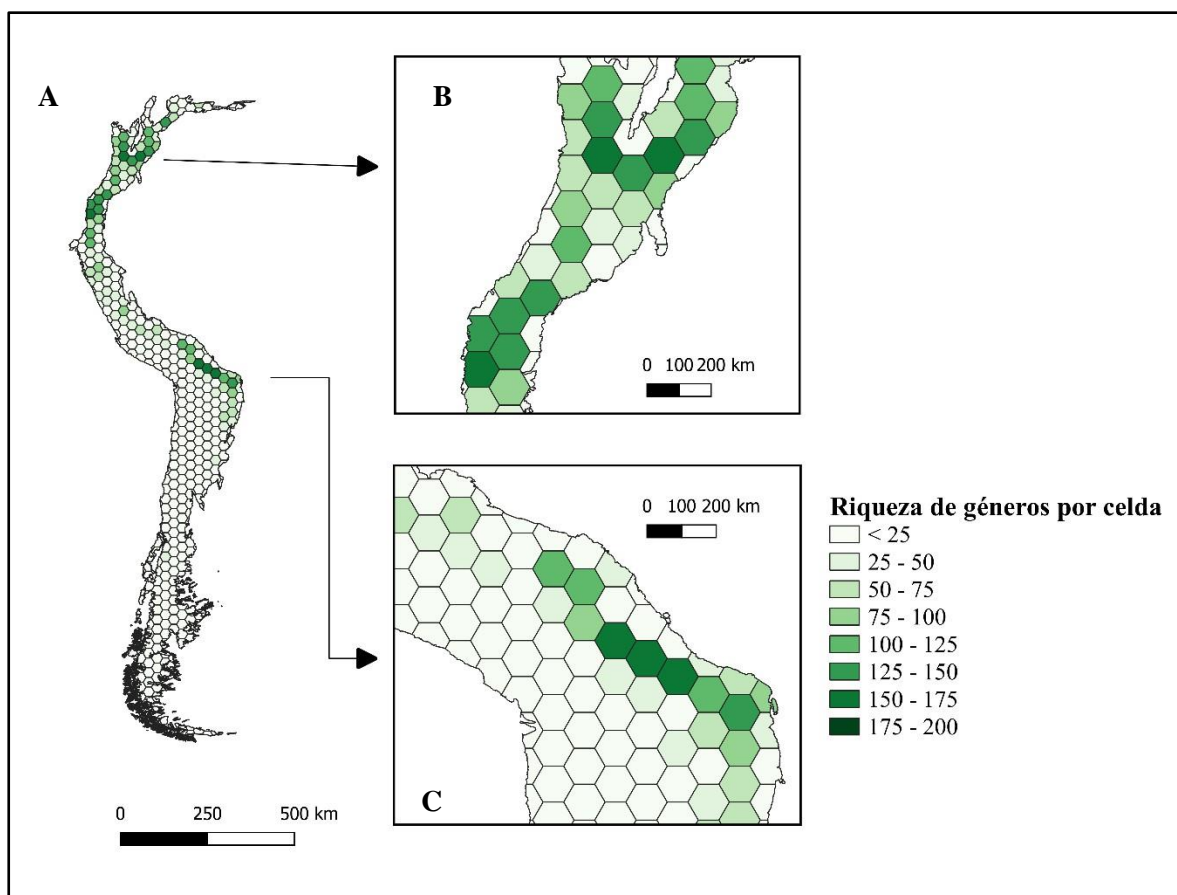 A
B
0 100 200 km
0 100 200 km
C
0 250 500 km
Riqueza de géneros por celda
< 25
25 - 50
50 - 75
75 - 100
100 - 125
125 - 150
150 - 175
175 - 200